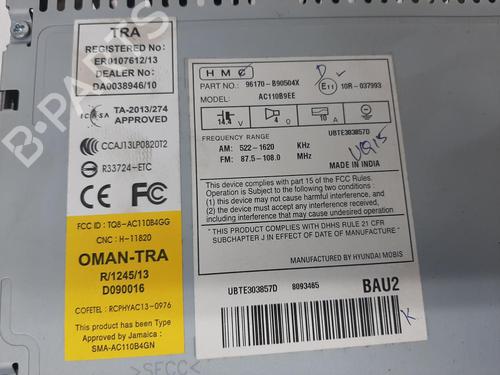 TRA
REGISTERED No:
ER0107612/13
DEALER No:
DA0038946/10
ICASA
TA-2013/274
approved
CCAJ13LP0820T2
R33724-ETC
CE FC
FCC ID : TQ8-AC110B4GG
CNC : H-11820
OMAN-TRA
R/1245/13
D090016
COFETEL : RCPHYAC13-0976
This product has been Type
Approved by Jamaica :
SMA-AC110B4GN
HMC
96170-B90504X
E11 10R-037993
MODEL:
AC110B9EE
14.4 V
4 Ω
10 A
FREQUENCY RANGE
UBTE303857D
AM: 522-1620 KHz
FM: 87.5-108.0 MHz
MADE IN INDIA
This device complies with part 15 of the FCC Rules.
Operation is Subject to the following two conditions:
(1) This device may not cause harmful interference, and
(2) this device must accept any interference received,
including interference that may cause undesired operation
" THIS PRODUCT COMPLIES WITH DHHS RULE 21 CFR
SUBCHAPTER J IN EFFECT AT DATE OF MANUFACTURE."
MANUFACTURED BY HYUNDAI MOBIS
UBTE303857D
8093465
BAU2
SECC
B-PARTS